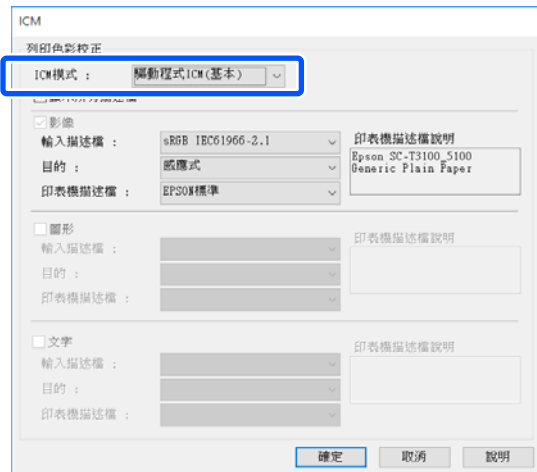 ICM
列印色彩校正
ICM模式 : 驅動程式ICM(基本)
影像
輸入描述檔 : sRGB IEC61966-2.1 印表機描述檔說明
目的 : 感應式 Epson SC-T3100_5100
Generic Plain Paper
印表機描述檔 : EPSON標準
圖形
輸入描述檔 : 印表機描述檔說明
目的 :
印表機描述檔 :
文字
輸入描述檔 : 印表機描述檔說明
目的 :
印表機描述檔 :
確定 取消 說明